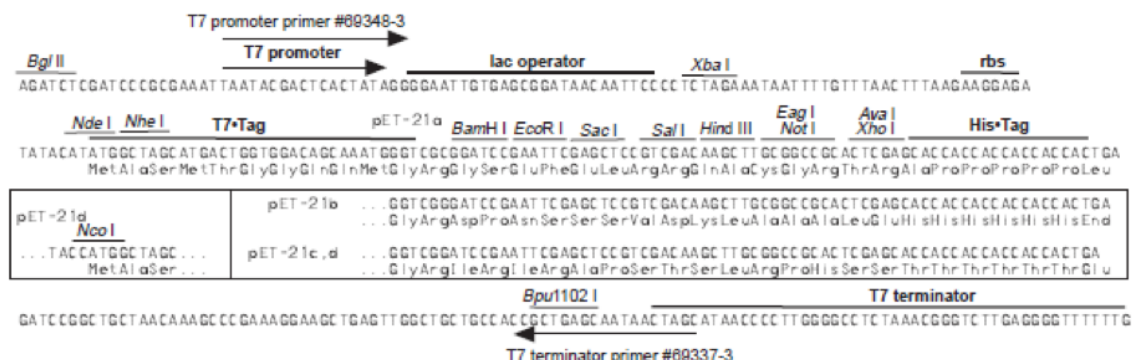 T7 promoter primer #69348-3
Bgl II T7 promoter lac operator Xba I rbs
AGATCTCGATCCCGCGAAATTAATACGACTCACTATAGGGGAATTGTGAGCGGATAACAATTCCCCTCTAGAAATAATTTTGTTTAACTTTAAGAAGGAGA
Nde I Nhe I T7•Tag pET-21a BamH I EcoR I Sac I Sal I Hind III Eag I Not I Ava I Xho I His•Tag
TATACATATGGCTAGCATGACTGGTGGACAGCAAATGGGTCGCGGATCCGAATTCGAGCTCCGTCGACAAGCTTGCGGCCGCACTCGAGCACCACCACCACCACCACTGA
MetAlaSerMetThrGlyGlyGlnGlnMetGlyArgGlySerGluPheGluLeuArgArgGlnAlaCysGlyArgThrArgAlaProProProProProProLeu
pET-21d
Nco I
...TACCATGGCTAGC...
MetAlaSer...
pET-21b ...GGTCGGGATCCGAATTCGAGCTCCGTCGACAAGCTTGCGGCCGCACTCGAGCACCACCACCACCACCACTGA
GlyArgAspProAsnSerSerSerValAspLysLeuAlaAlaAlaLeuGluHisHisHisHisHisHisEnd
pET-21c,d ...GGTCGGATCCGAATTCGAGCTCCGTCGACAAGCTTGCGGCCGCACTCGAGCACCACCACCACCACCACTGA
GlyArgIleArgIleArgAlaProSerThrSerLeuArgProHisSerSerThrThrThrThrThrThrGlu
Bpu1102 I T7 terminator
GATCCGGCTGCTAACAAAGCCCGAAAGGAAGCTGAGTTGGCTGCTGCCACCGCTGAGCAATAACTAGCATAACCCCTTGGGGCCTCTAAACGGGTCTTGAGGGGTTTTTTG
T7 terminator primer #69337-3